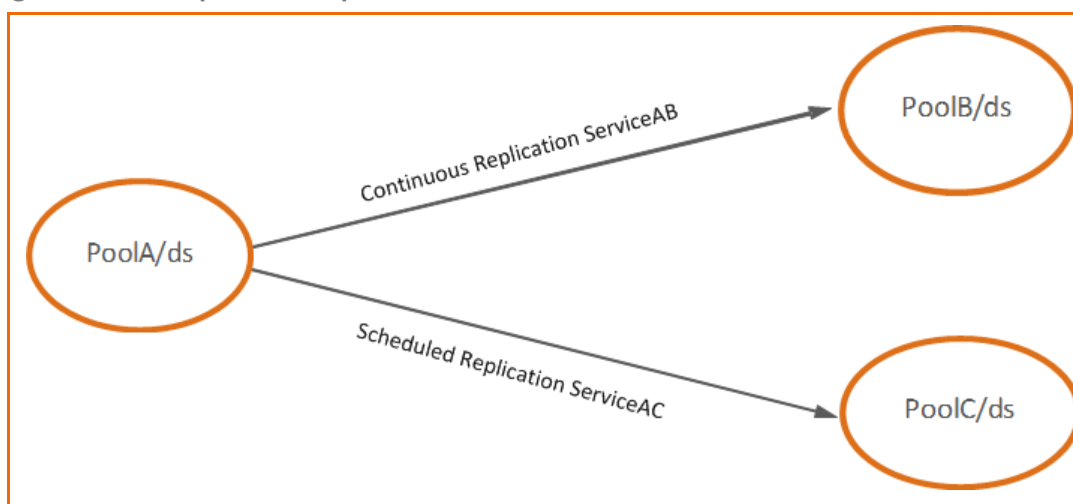 PoolB/ds
Continuous Replication ServiceAB
PoolA/ds
Scheduled Replication ServiceAC
PoolC/ds